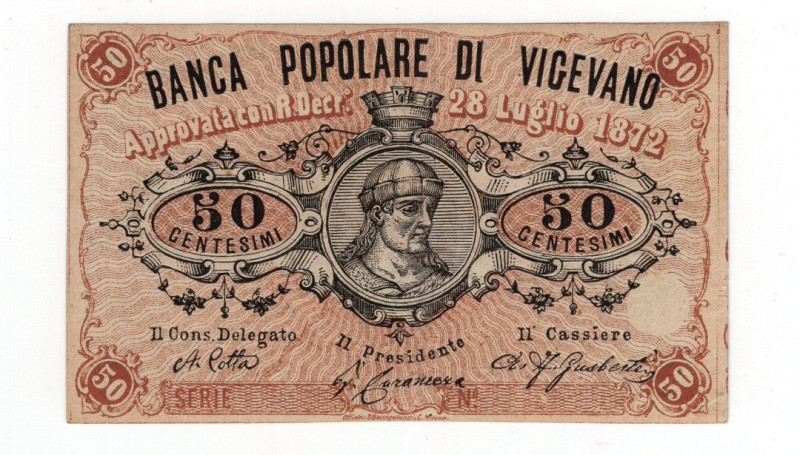 50 50
BANCA POPOLARE DI VIGEVANO
Approvata con R. Decr.º 28 Luglio 1872
50 CENTESIMI
50 CENTESIMI
Il Cons. Delegato
Il Presidente
Il Cassiere
50 50
SERIE
Nº